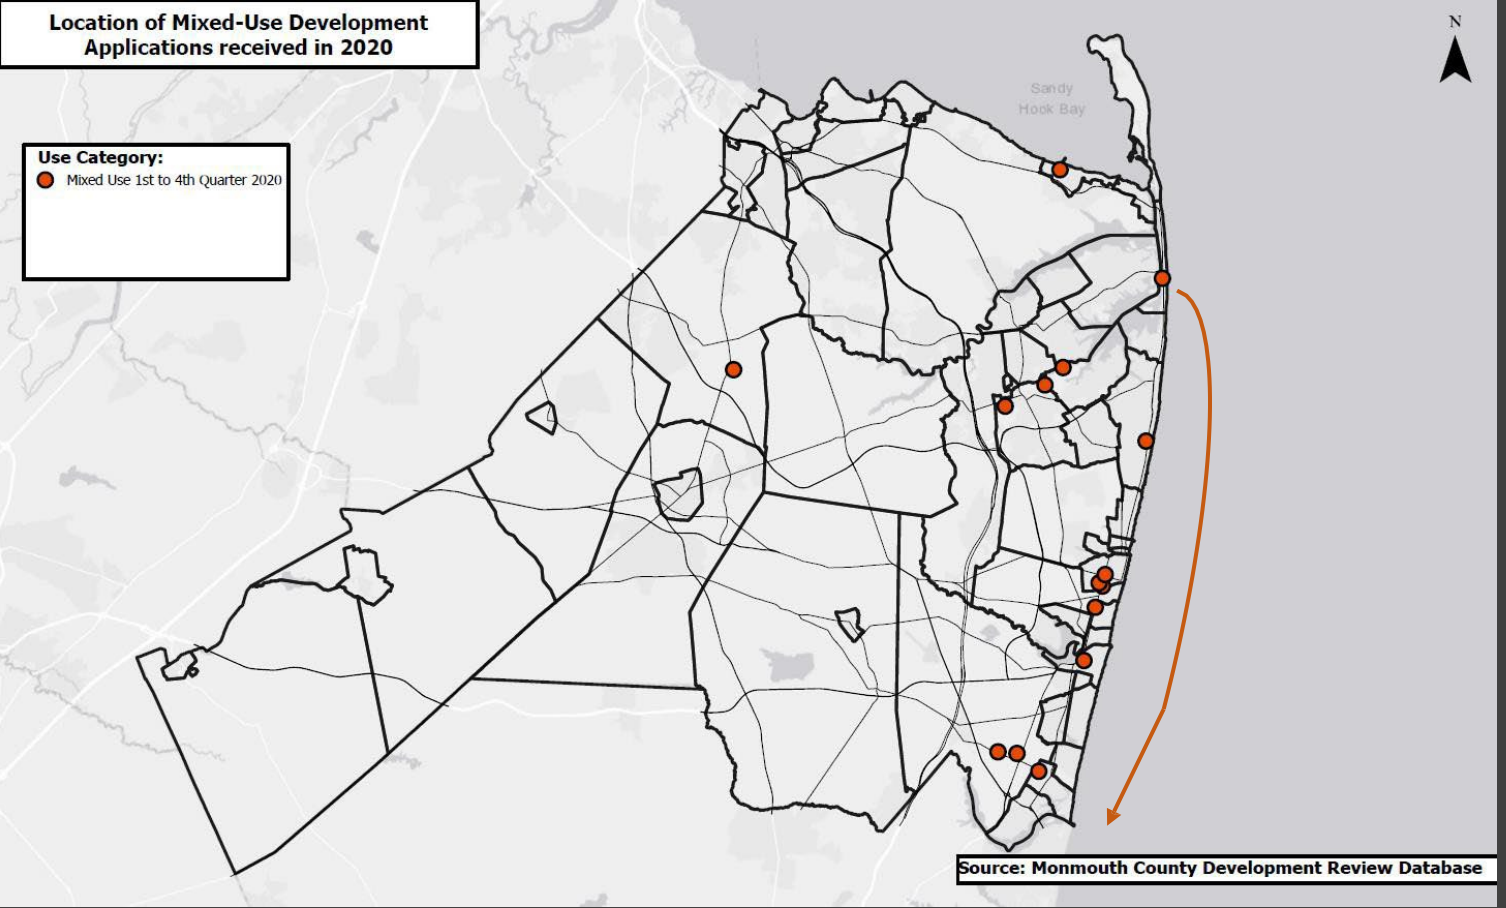 Location of Mixed-Use Development
Applications received in 2020
N
Sandy
Hook Bay
Use Category:
Mixed Use 1st to 4th Quarter 2020
Source: Monmouth County Development Review Database